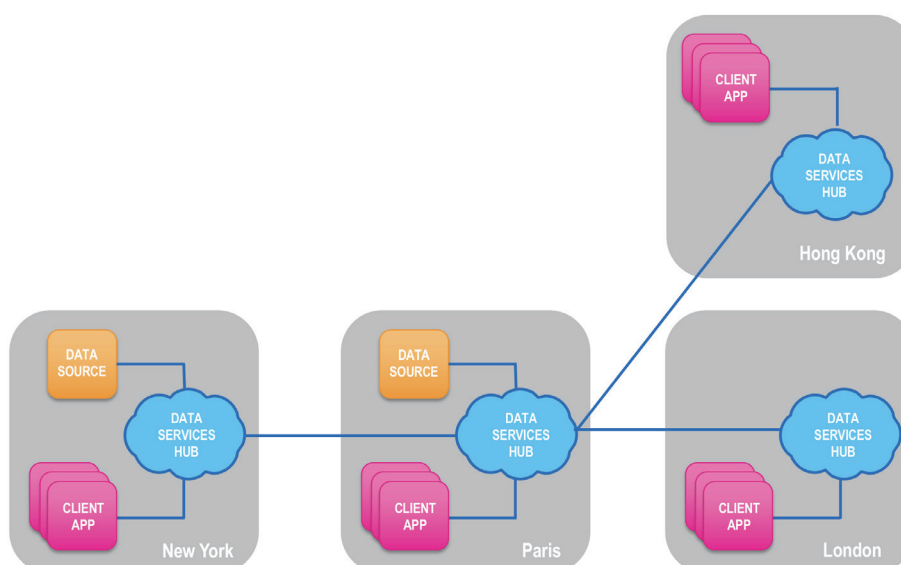 CLIENT
APP
DATA
SERVICES
HUB
Hong Kong
DATA
SOURCE
DATA
SERVICES
HUB
CLIENT
APP
New York
DATA
SOURCE
DATA
SERVICES
HUB
CLIENT
APP
Paris
DATA
SERVICES
HUB
CLIENT
APP
London